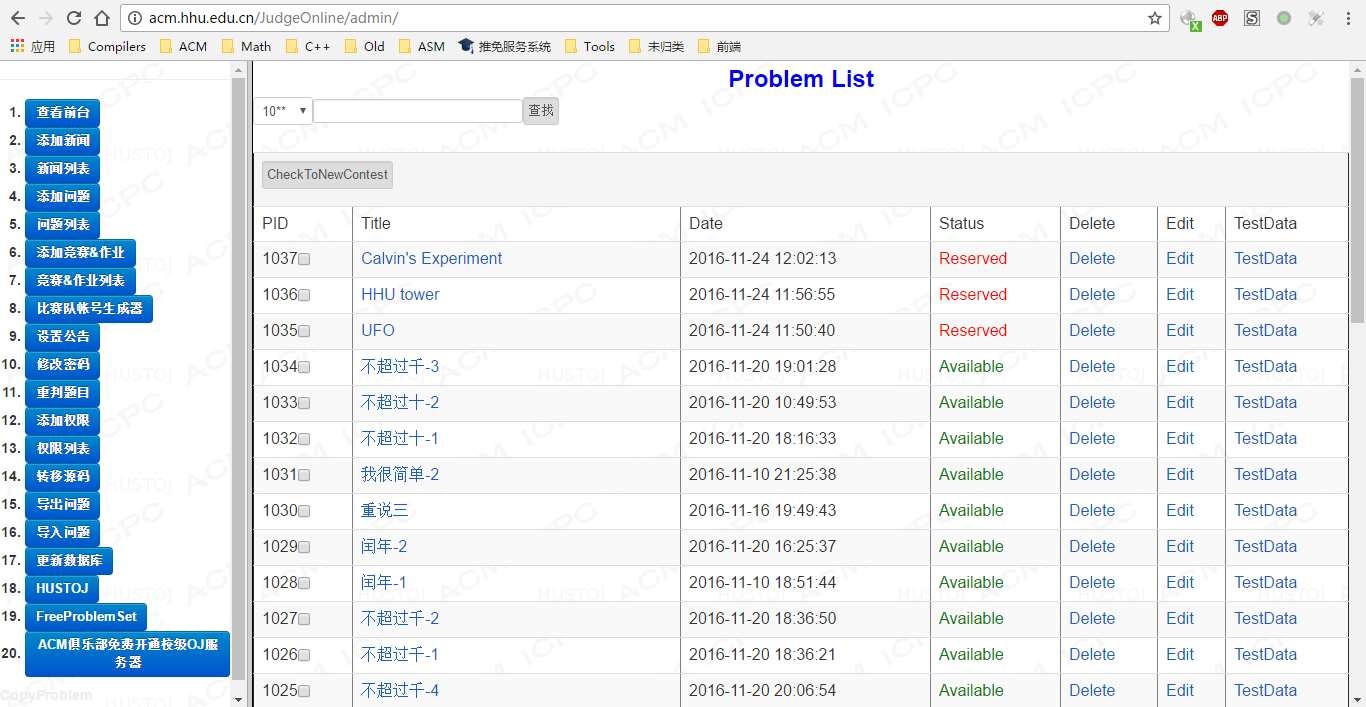 acm.hhu.edu.cn/JudgeOnline/admin/
应用 Compilers ACM Math C++ Old ASM 推免服务系统 Tools 未归类 前端
1. 查看前台
2. 添加新闻
3. 新闻列表
4. 添加问题
5. 问题列表
6. 添加竞赛&作业
7. 竞赛&作业列表
8. 比赛队帐号生成器
9. 设置公告
10. 修改密码
11. 重判题目
12. 添加权限
13. 权限列表
14. 转移源码
15. 导出问题
16. 导入问题
17. 更新数据库
18. HUSTOJ
19. FreeProblemSet
20. ACM俱乐部免费开通校级OJ服
务器
CopyProblem
Problem List
10** 查找
CheckToNewContest
PID Title Date Status Delete Edit TestData
1037 Calvin's Experiment 2016-11-24 12:02:13 Reserved Delete Edit TestData
1036 HHU tower 2016-11-24 11:56:55 Reserved Delete Edit TestData
1035 UFO 2016-11-24 11:50:40 Reserved Delete Edit TestData
1034 不超过千-3 2016-11-20 19:01:28 Available Delete Edit TestData
1033 不超过十-2 2016-11-20 10:49:53 Available Delete Edit TestData
1032 不超过十-1 2016-11-20 18:16:33 Available Delete Edit TestData
1031 我很简单-2 2016-11-10 21:25:38 Available Delete Edit TestData
1030 重说三 2016-11-16 19:49:43 Available Delete Edit TestData
1029 闰年-2 2016-11-20 16:25:37 Available Delete Edit TestData
1028 闰年-1 2016-11-10 18:51:44 Available Delete Edit TestData
1027 不超过千-2 2016-11-20 18:36:50 Available Delete Edit TestData
1026 不超过千-1 2016-11-20 18:36:21 Available Delete Edit TestData
1025 不超过千-4 2016-11-20 20:06:54 Available Delete Edit TestData